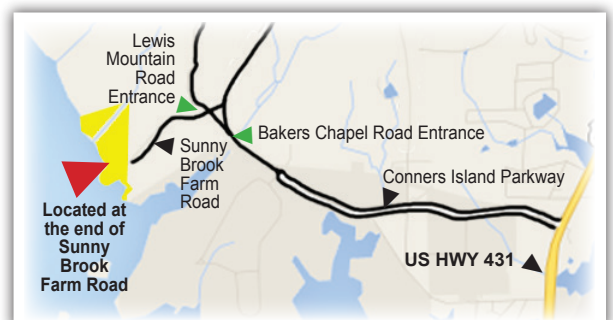 Lewis
Mountain
Road
Entrance
Bakers Chapel Road Entrance
Sunny
Brook
Farm
Road
Conners Island Parkway
Located at
the end of
Sunny
Brook
Farm Road
US HWY 431